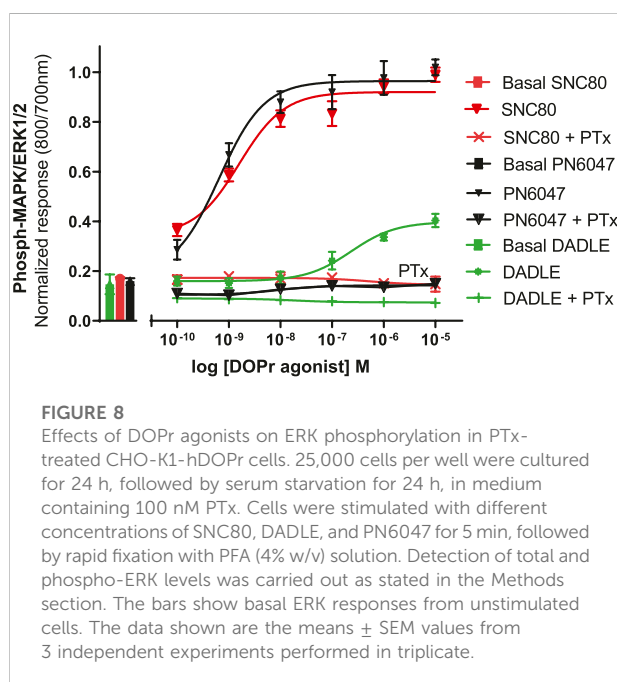 Phosph-MAPK/ERK1/2
Normalized response (800/700nm)
1.0
0.8
0.6
0.4
0.2
0.0
PTx
10-10
10-9
10-8
10-7
10-6
10-5
log [DOPr agonist] M
Basal SNC80
SNC80
SNC80 + PTx
Basal PN6047
PN6047
PN6047 + PTx
Basal DADLE
DADLE
DADLE + PTx
FIGURE 8
Effects of DOPr agonists on ERK phosphorylation in PTx-
treated CHO-K1-hDOPr cells. 25,000 cells per well were cultured
for 24 h, followed by serum starvation for 24 h, in medium
containing 100 nM PTx. Cells were stimulated with different
concentrations of SNC80, DADLE, and PN6047 for 5 min, followed
by rapid fixation with PFA (4% w/v) solution. Detection of total and
phospho-ERK levels was carried out as stated in the Methods
section. The bars show basal ERK responses from unstimulated
cells. The data shown are the means ± SEM values from
3 independent experiments performed in triplicate.